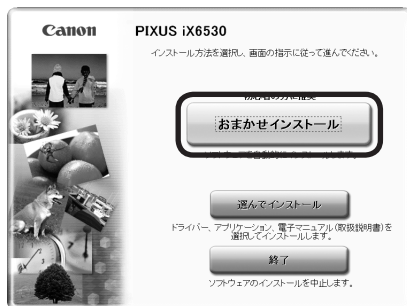 Canon
PIXUS iX6530
インストール方法を選択し、画面の指示に従って進んでください。
おまかせインストール
選んでインストール
ドライバー、アプリケーション、電子マニュアル（取扱説明書）を
選択してインストールします。
終了
ソフトウェアのインストールを中止します。